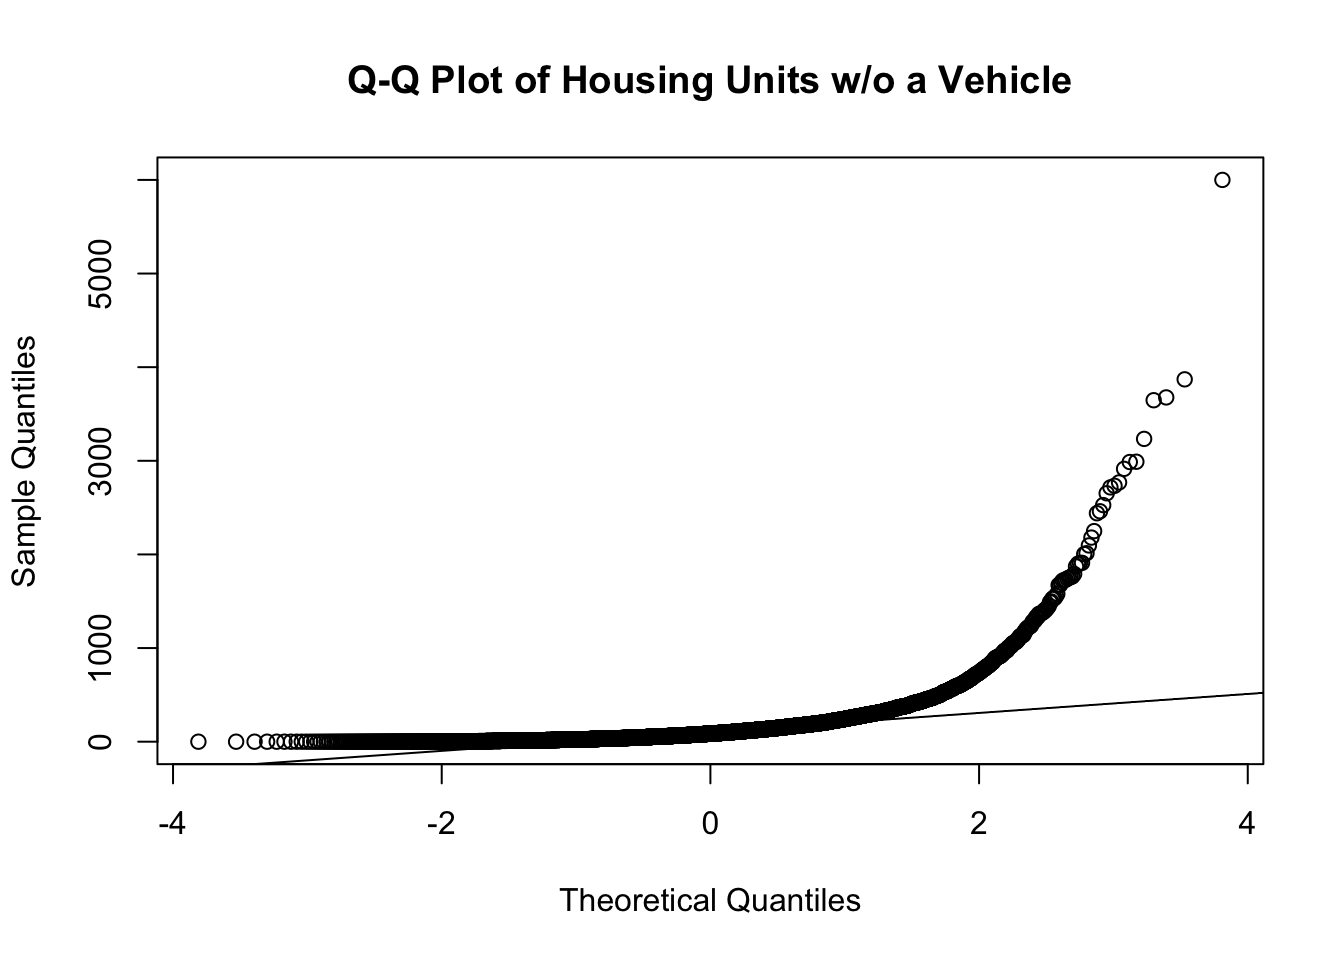 Q-Q Plot of Housing Units w/o a Vehicle
Sample Quantiles
5000
3000
1000
0
-4 -2 0 2 4
Theoretical Quantiles